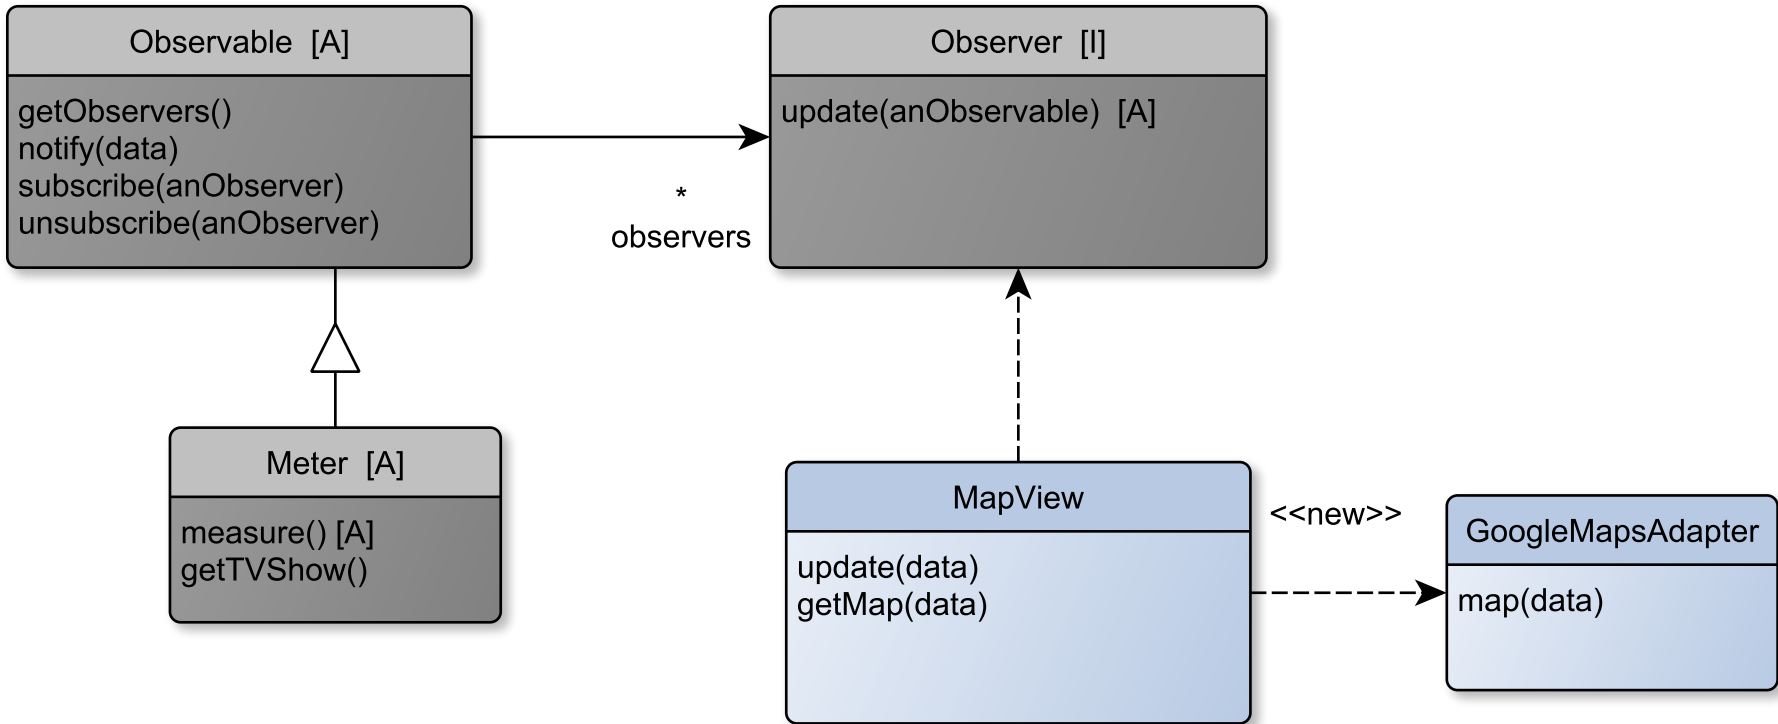 Observable  [A]
getObservers()
notify(data)
subscribe(anObserver)
unsubscribe(anObserver)
*
observers
Observer  [I]
update(anObservable)  [A]
Meter  [A]
measure() [A]
getTVShow()
MapView
update(data)
getMap(data)
<<new>>
GoogleMapsAdapter
map(data)